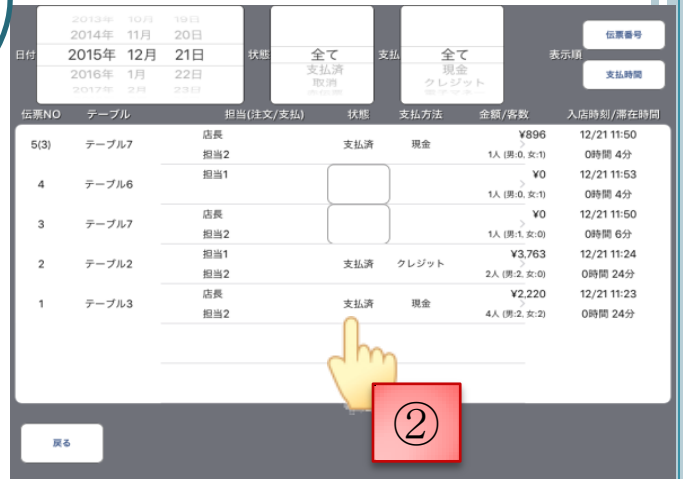 2013年 10月 19日
2014年 11月 20日
日付 2015年 12月 21日 状態 全て 支払 全て 表示順 伝票番号
2016年 1月 22日 支払済 現金 支払時間
2017年 2月 23日 取消 クレジット
伝票NO テーブル 担当(注文/支払) 状態 支払方法 金額/客数 入店時刻/滞在時間
店長 ¥896 12/21 11:50
5(3) テーブル7 支払済 現金
担当2 1人 (男:0, 女:1) 0時間 4分
担当1 ¥0 12/21 11:53
4 テーブル6
1人 (男:0, 女:1) 0時間 4分
店長 ¥0 12/21 11:50
3 テーブル7
担当2 1人 (男:1, 女:0) 0時間 6分
担当1 ¥3,763 12/21 11:24
2 テーブル2 支払済 クレジット
担当2 2人 (男:2, 女:0) 0時間 24分
店長 ¥2,220 12/21 11:23
1 テーブル3 支払済 現金
担当2 4人 (男:2, 女:2) 0時間 24分
②
戻る